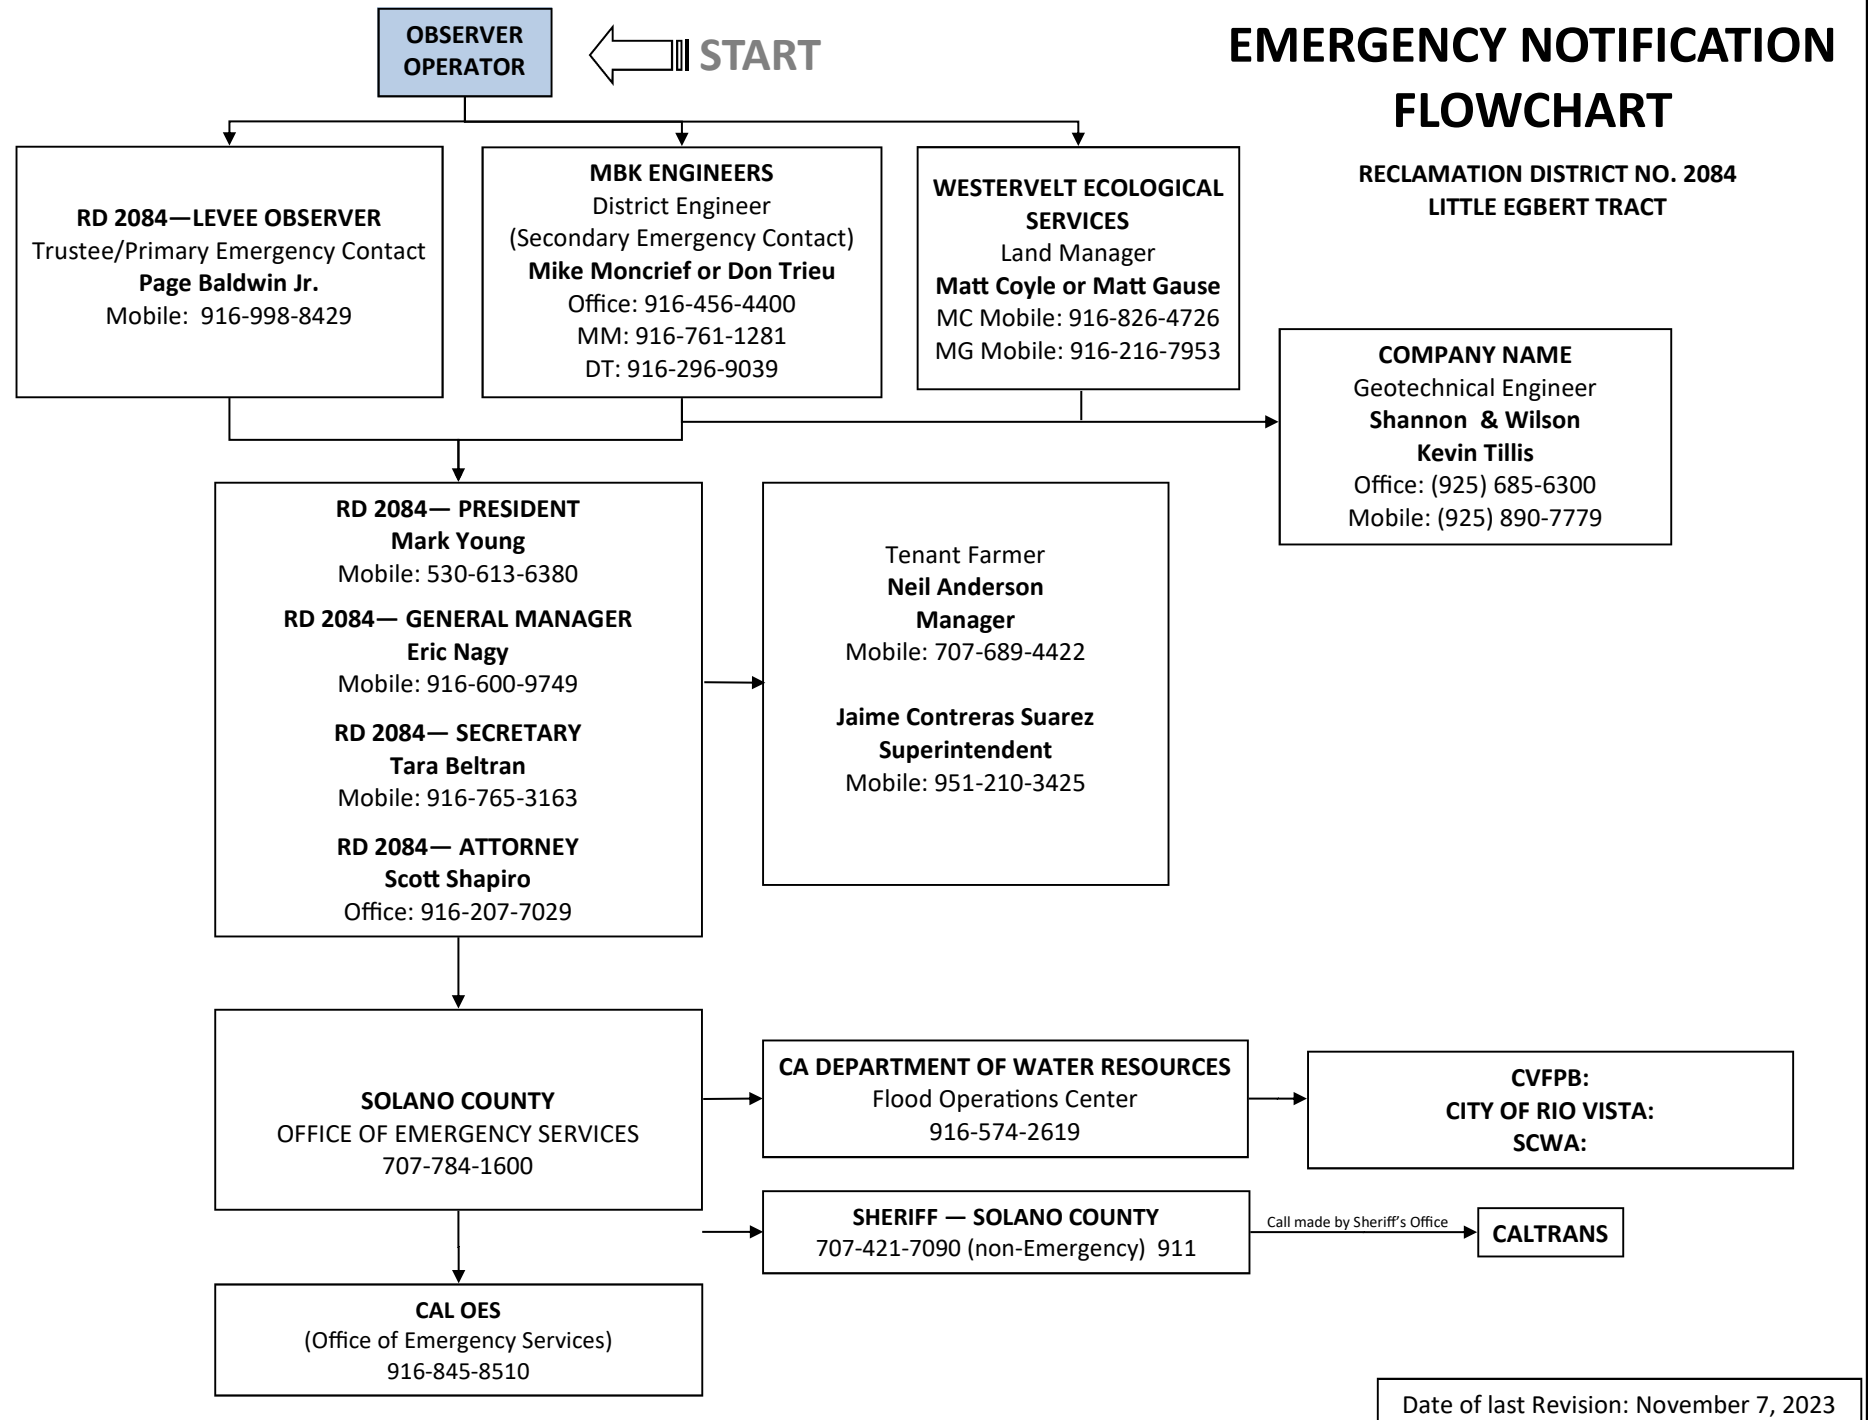 OBSERVER
OPERATOR
START
EMERGENCY NOTIFICATION
FLOWCHART
RECLAMATION DISTRICT NO. 2084
LITTLE EGBERT TRACT
RD 2084—LEVEE OBSERVER
Trustee/Primary Emergency Contact
Page Baldwin Jr.
Mobile:  916-998-8429
MBK ENGINEERS
District Engineer
(Secondary Emergency Contact)
Mike Moncrief or Don Trieu
Office: 916-456-4400
MM: 916-761-1281
DT: 916-296-9039
WESTERVELT ECOLOGICAL
SERVICES
Land Manager
Matt Coyle or Matt Gause
MC Mobile: 916-826-4726
MG Mobile: 916-216-7953
COMPANY NAME
Geotechnical Engineer
Shannon  & Wilson
Kevin Tillis
Office: (925) 685-6300
Mobile: (925) 890-7779
RD 2084— PRESIDENT
Mark Young
Mobile: 530-613-6380
RD 2084— GENERAL MANAGER
Eric Nagy
Mobile: 916-600-9749
RD 2084— SECRETARY
Tara Beltran
Mobile: 916-765-3163
RD 2084— ATTORNEY
Scott Shapiro
Office: 916-207-7029
Tenant Farmer
Neil Anderson
Manager
Mobile: 707-689-4422
Jaime Contreras Suarez
Superintendent
Mobile: 951-210-3425
SOLANO COUNTY
OFFICE OF EMERGENCY SERVICES
707-784-1600
CA DEPARTMENT OF WATER RESOURCES
Flood Operations Center
916-574-2619
CVFPB:
CITY OF RIO VISTA:
SCWA:
SHERIFF — SOLANO COUNTY
707-421-7090 (non-Emergency)  911
Call made by Sheriff's Office
CALTRANS
CAL OES
(Office of Emergency Services)
916-845-8510
Date of last Revision: November 7, 2023